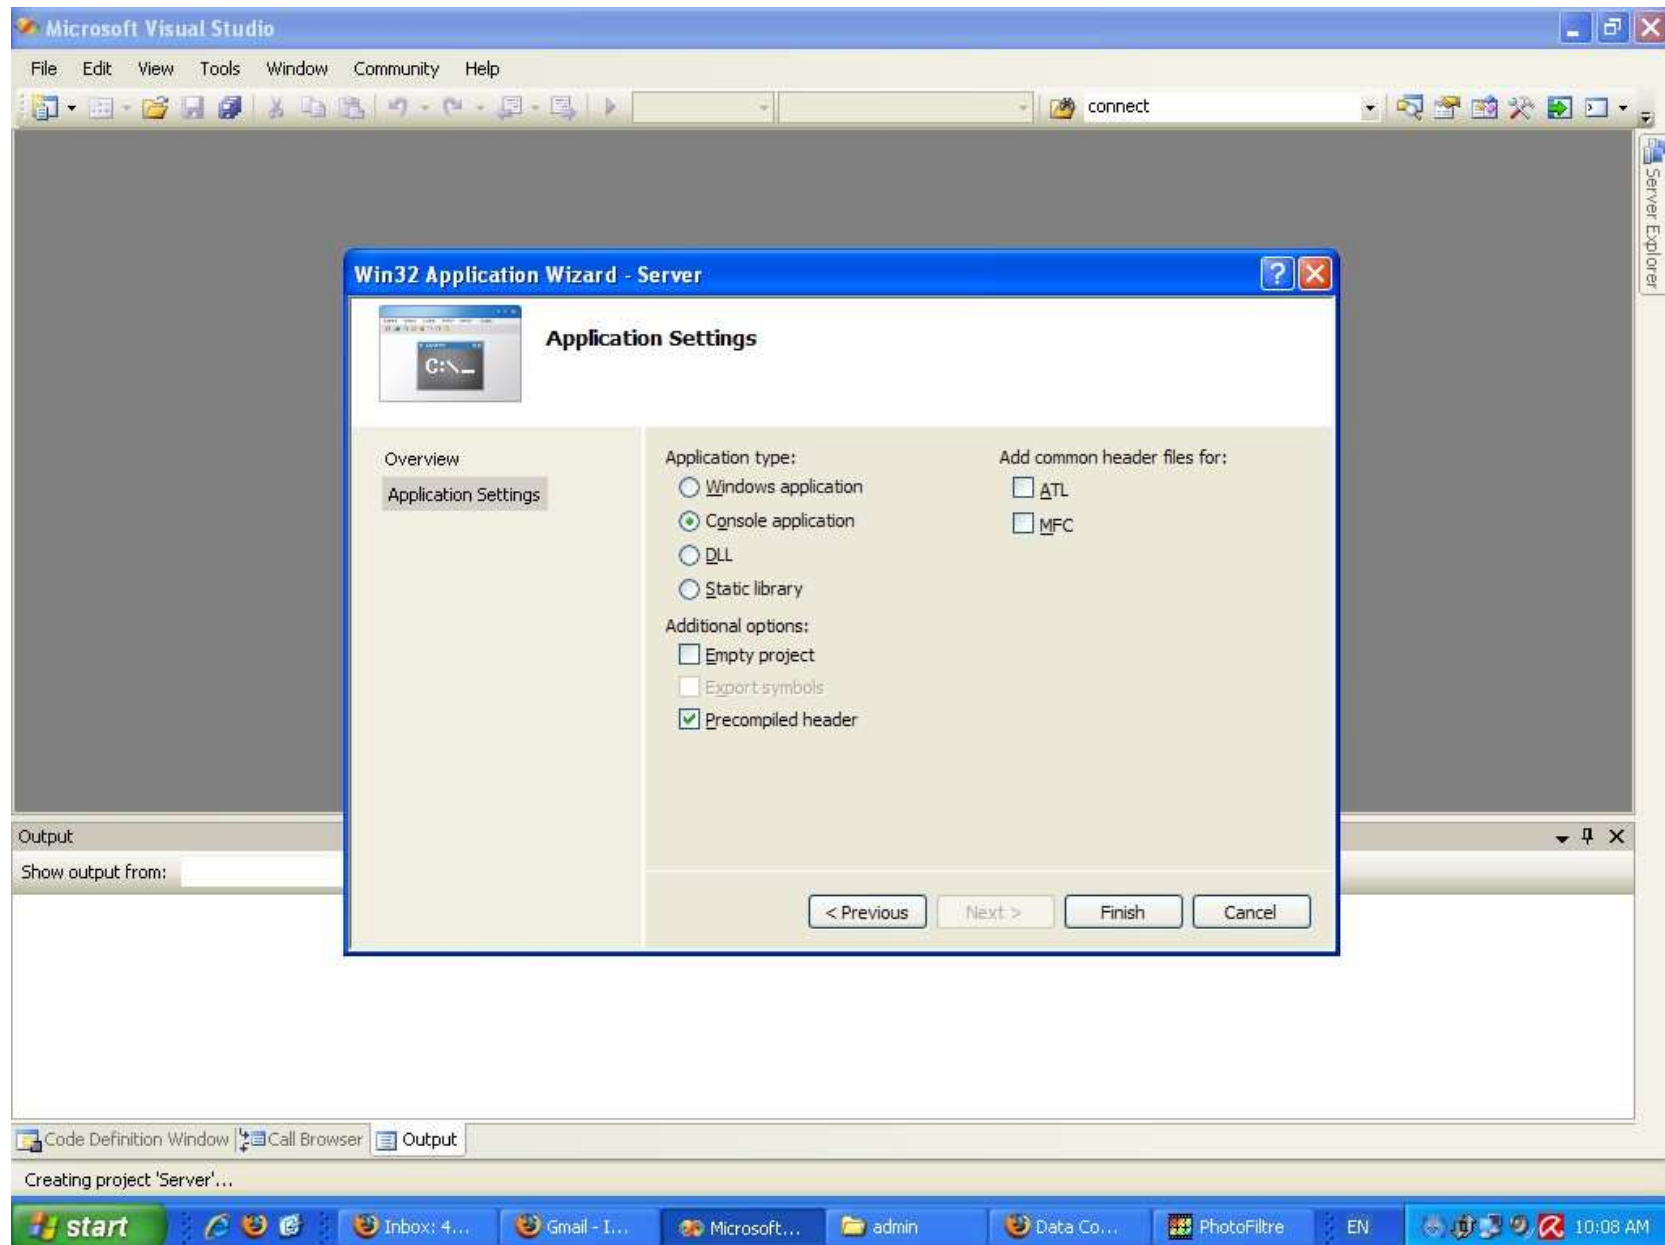 Microsoft Visual Studio
File Edit View Tools Window Community Help
connect
Server Explorer
Win32 Application Wizard - Server
C:\_
Application Settings
Overview
Application Settings
Application type:
Windows application
Console application
DLL
Static library
Additional options:
Empty project
Export symbols
Precompiled header
Add common header files for:
ATL
MFC
< Previous Next > Finish Cancel
Output
Show output from:
Code Definition Window Call Browser Output
Creating project 'Server'...
start Inbox: 4... Gmail - I... Microsoft... admin Data Co... PhotoFiltre EN 10:08 AM